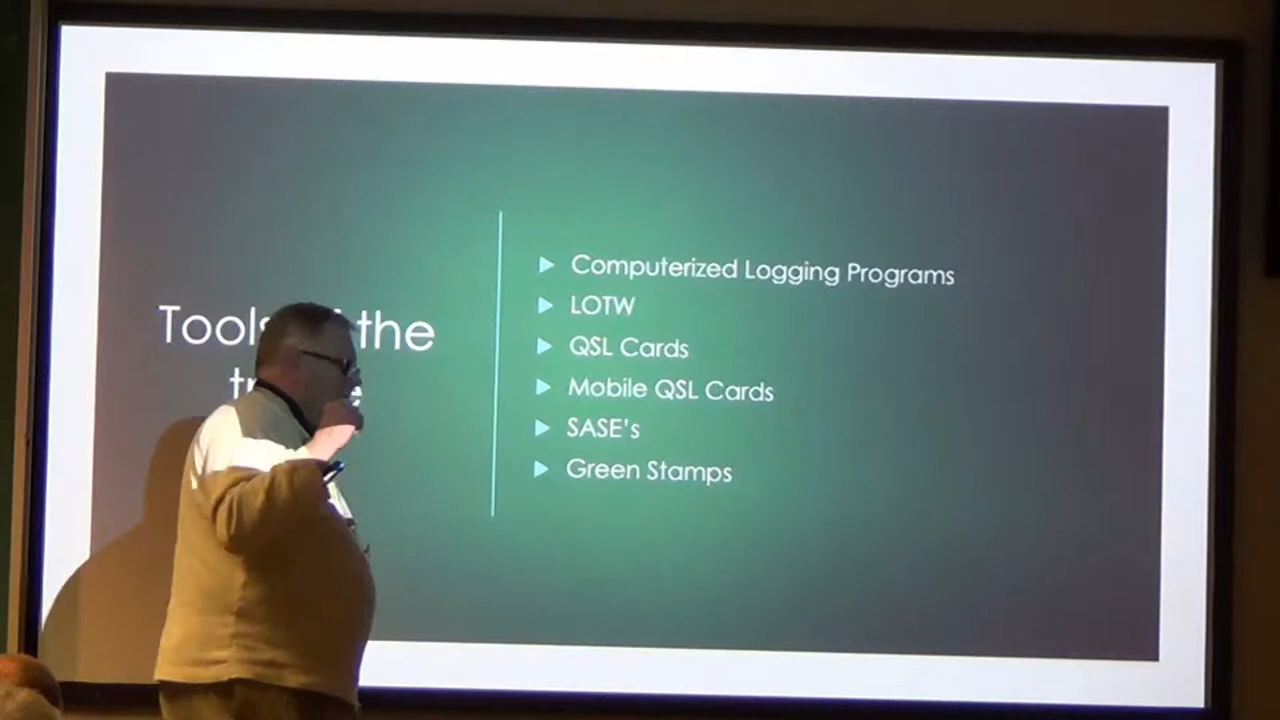 Tools the
Computerized Logging Programs
LOTW
QSL Cards
Mobile QSL Cards
SASE's
Green Stamps